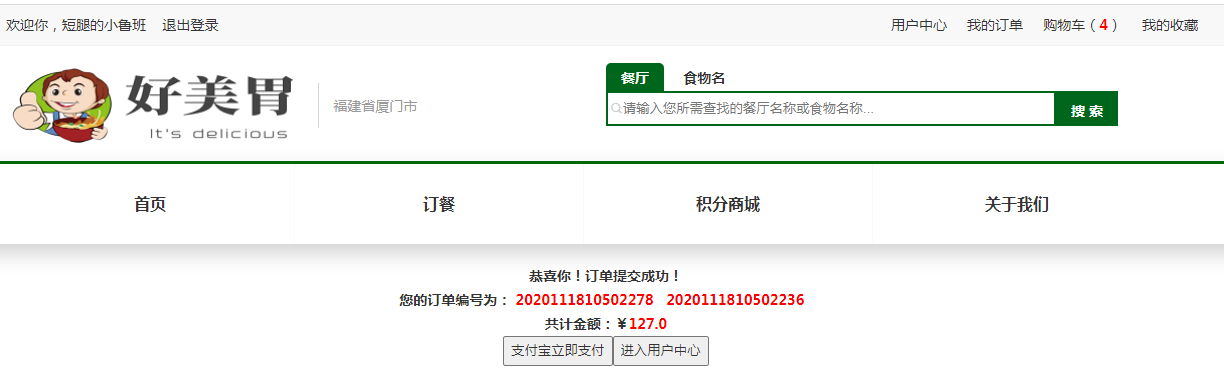 欢迎你，短腿的小鲁班 退出登录 用户中心 我的订单 购物车（4） 我的收藏
餐厅 食物名
好美胃
It's delicious
福建省厦门市
请输入您所需查找的餐厅名称或食物名称... 搜 索
首页 订餐 积分商城 关于我们
恭喜你！订单提交成功！
您的订单编号为： 2020111810502278 2020111810502236
共计金额：￥127.0
支付宝立即支付 进入用户中心